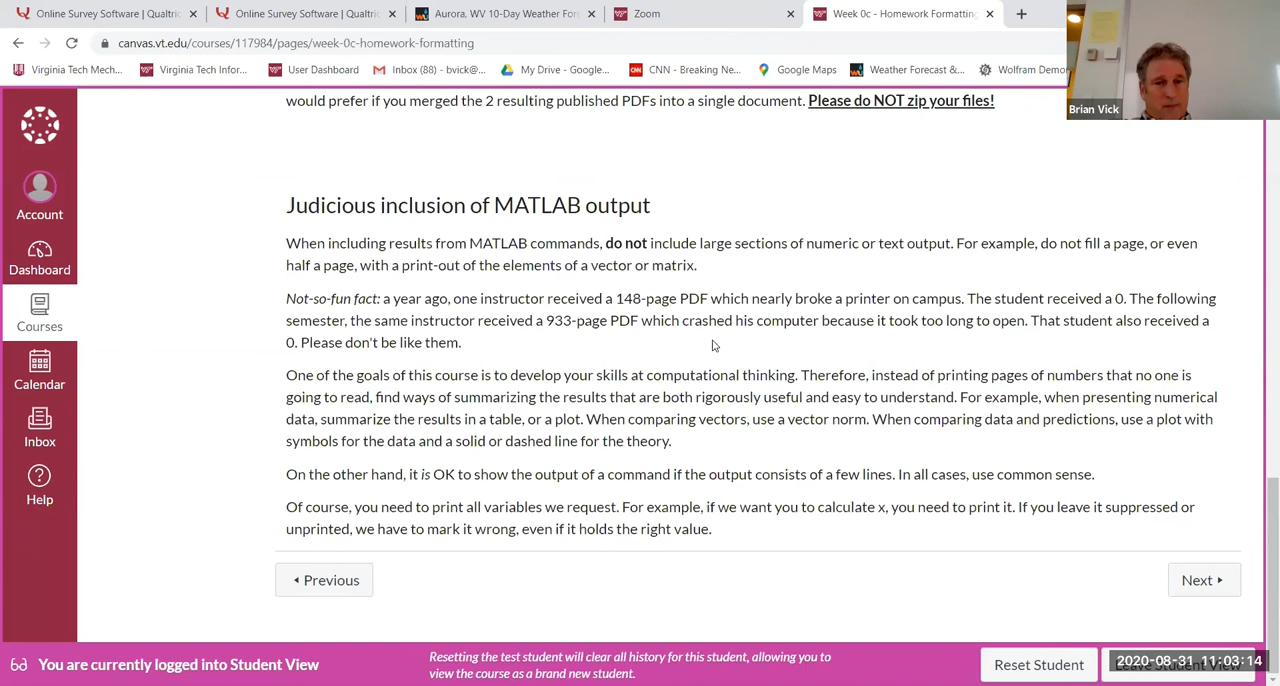 Online Survey Software | Qualtric
Online Survey Software | Qualtric
Aurora, WV 10-Day Weather For
Zoom
Week 0c - Homework Formatting
canvas.vt.edu/courses/117984/pages/week-0c-homework-formatting
Virginia Tech Mech...
Virginia Tech Infor...
User Dashboard
Inbox (88) - bvick@...
My Drive - Google...
CNN - Breaking Ne...
Google Maps
Weather Forecast &...
Wolfram Demon
would prefer if you merged the 2 resulting published PDFs into a single document. Please do NOT zip your files!
Brian Vick
Account
Dashboard
Courses
Calendar
Inbox
Help
Judicious inclusion of MATLAB output
When including results from MATLAB commands, do not include large sections of numeric or text output. For example, do not fill a page, or even
half a page, with a print-out of the elements of a vector or matrix.
Not-so-fun fact: a year ago, one instructor received a 148-page PDF which nearly broke a printer on campus. The student received a 0. The following
semester, the same instructor received a 933-page PDF which crashed his computer because it took too long to open. That student also received a
0. Please don't be like them.
One of the goals of this course is to develop your skills at computational thinking. Therefore, instead of printing pages of numbers that no one is
going to read, find ways of summarizing the results that are both rigorously useful and easy to understand. For example, when presenting numerical
data, summarize the results in a table, or a plot. When comparing vectors, use a vector norm. When comparing data and predictions, use a plot with
symbols for the data and a solid or dashed line for the theory.
On the other hand, it is OK to show the output of a command if the output consists of a few lines. In all cases, use common sense.
Of course, you need to print all variables we request. For example, if we want you to calculate x, you need to print it. If you leave it suppressed or
unprinted, we have to mark it wrong, even if it holds the right value.
Previous
Next
You are currently logged into Student View
Resetting the test student will clear all history for this student, allowing you to
view the course as a brand new student.
Reset Student
2020-08-31 11:03:14